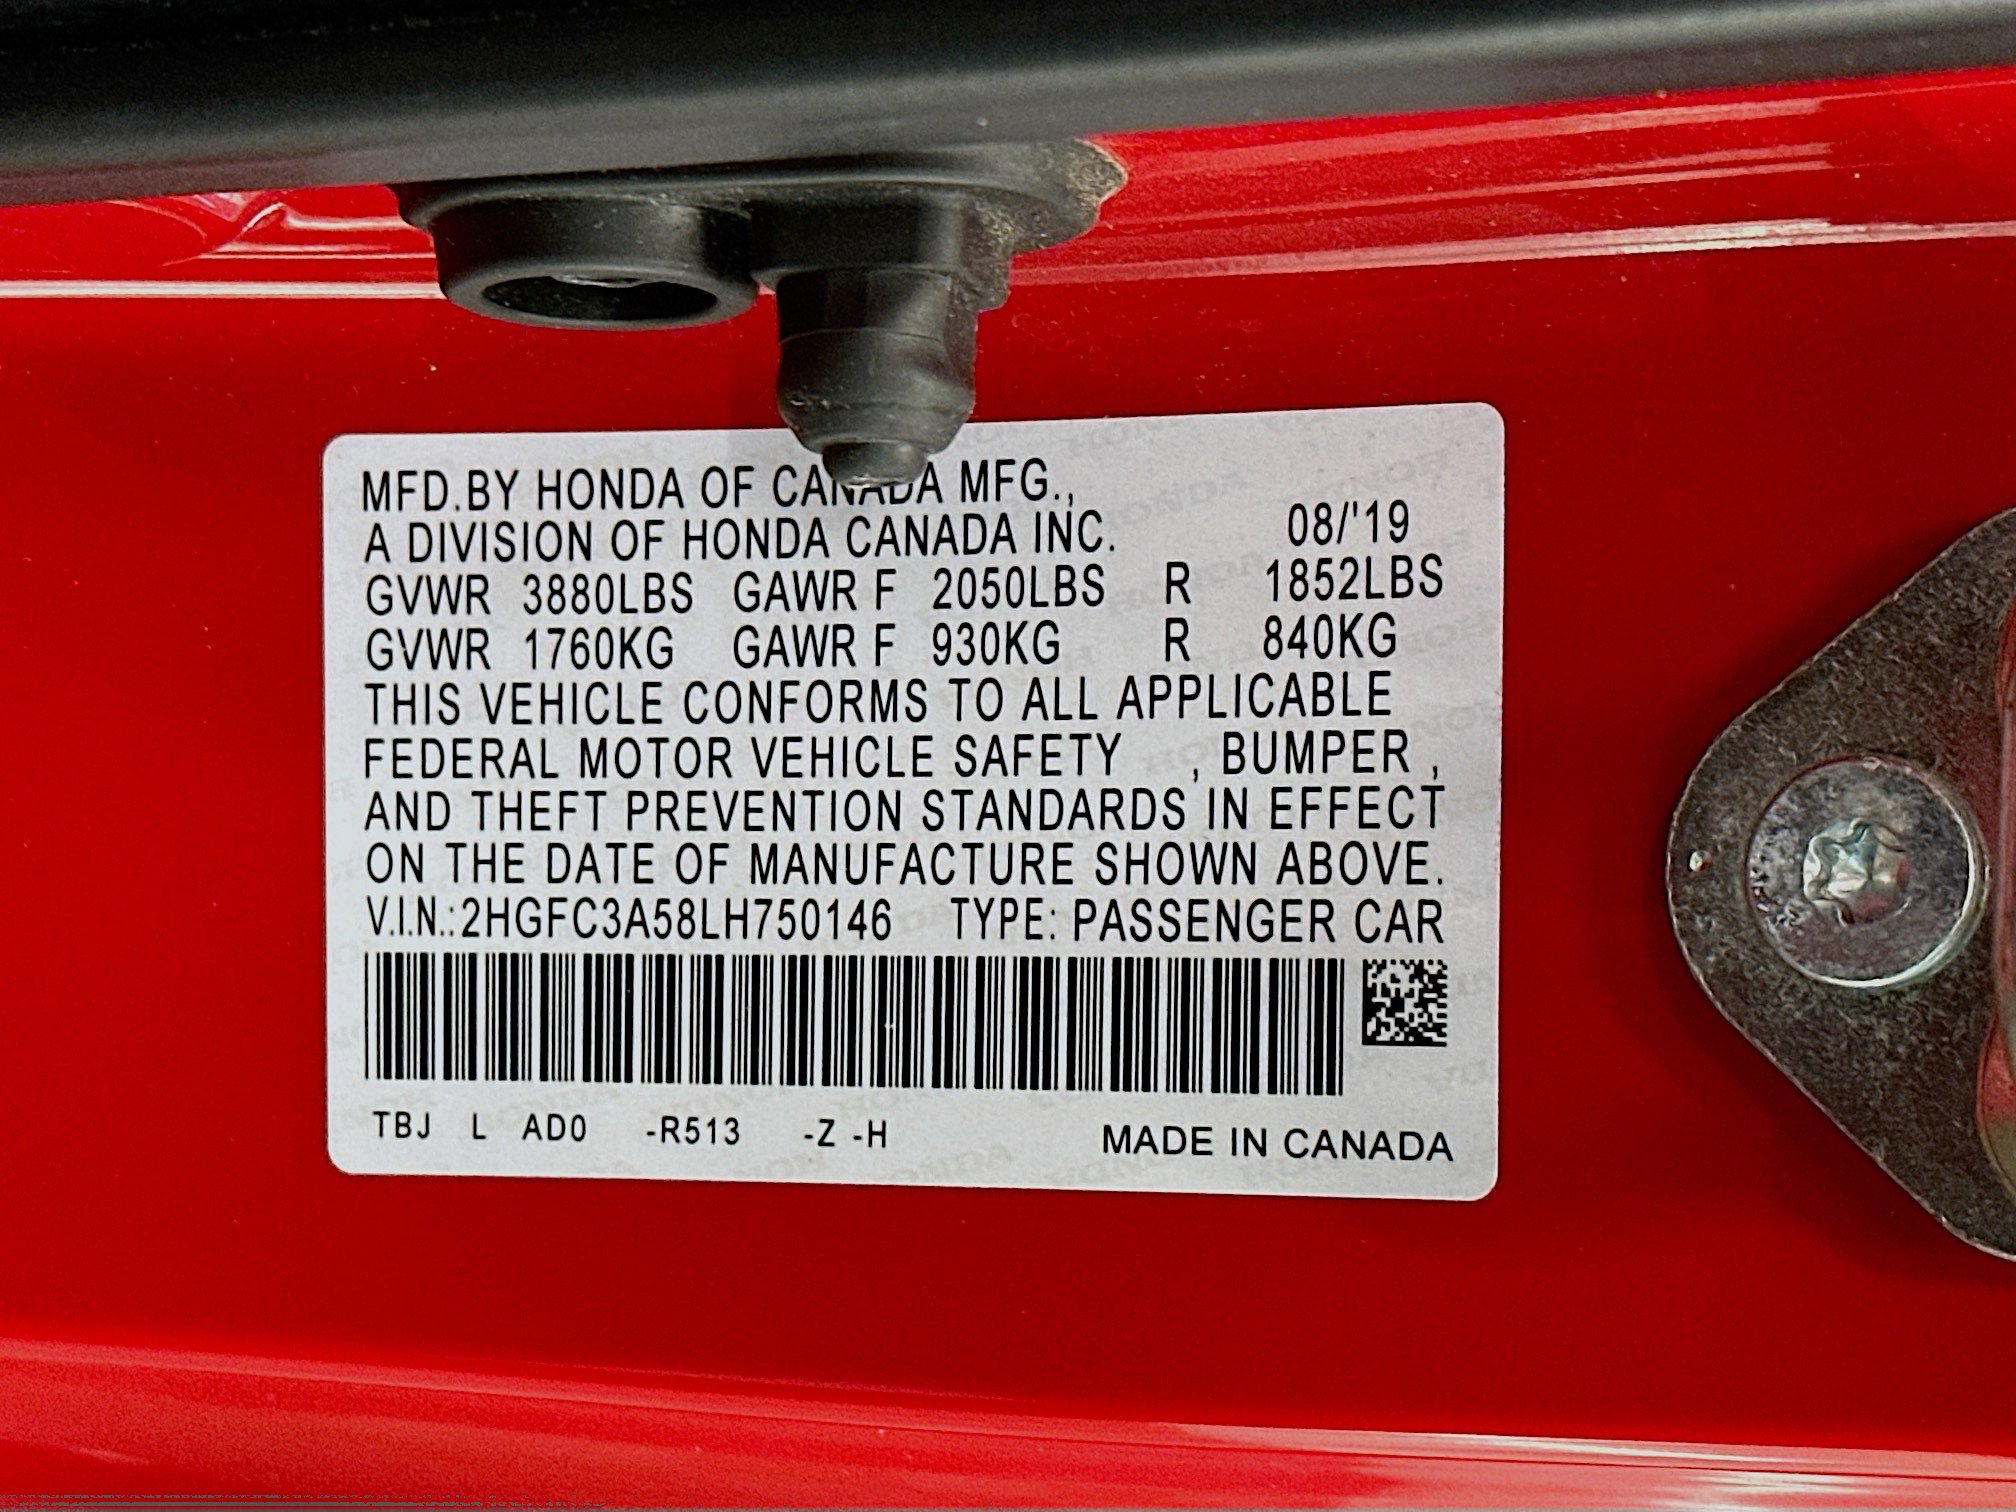 MFD.BY HONDA OF CANADA MFG.,
A DIVISION OF HONDA CANADA INC. 08/'19
GVWR 3880LBS GAWR F 2050LBS R 1852LBS
GVWR 1760KG GAWR F 930KG R 840KG
THIS VEHICLE CONFORMS TO ALL APPLICABLE
FEDERAL MOTOR VEHICLE SAFETY , BUMPER ,
AND THEFT PREVENTION STANDARDS IN EFFECT
ON THE DATE OF MANUFACTURE SHOWN ABOVE.
V.I.N.:2HGFC3A58LH750146 TYPE: PASSENGER CAR
TBJ L AD0 -R513 -Z -H MADE IN CANADA